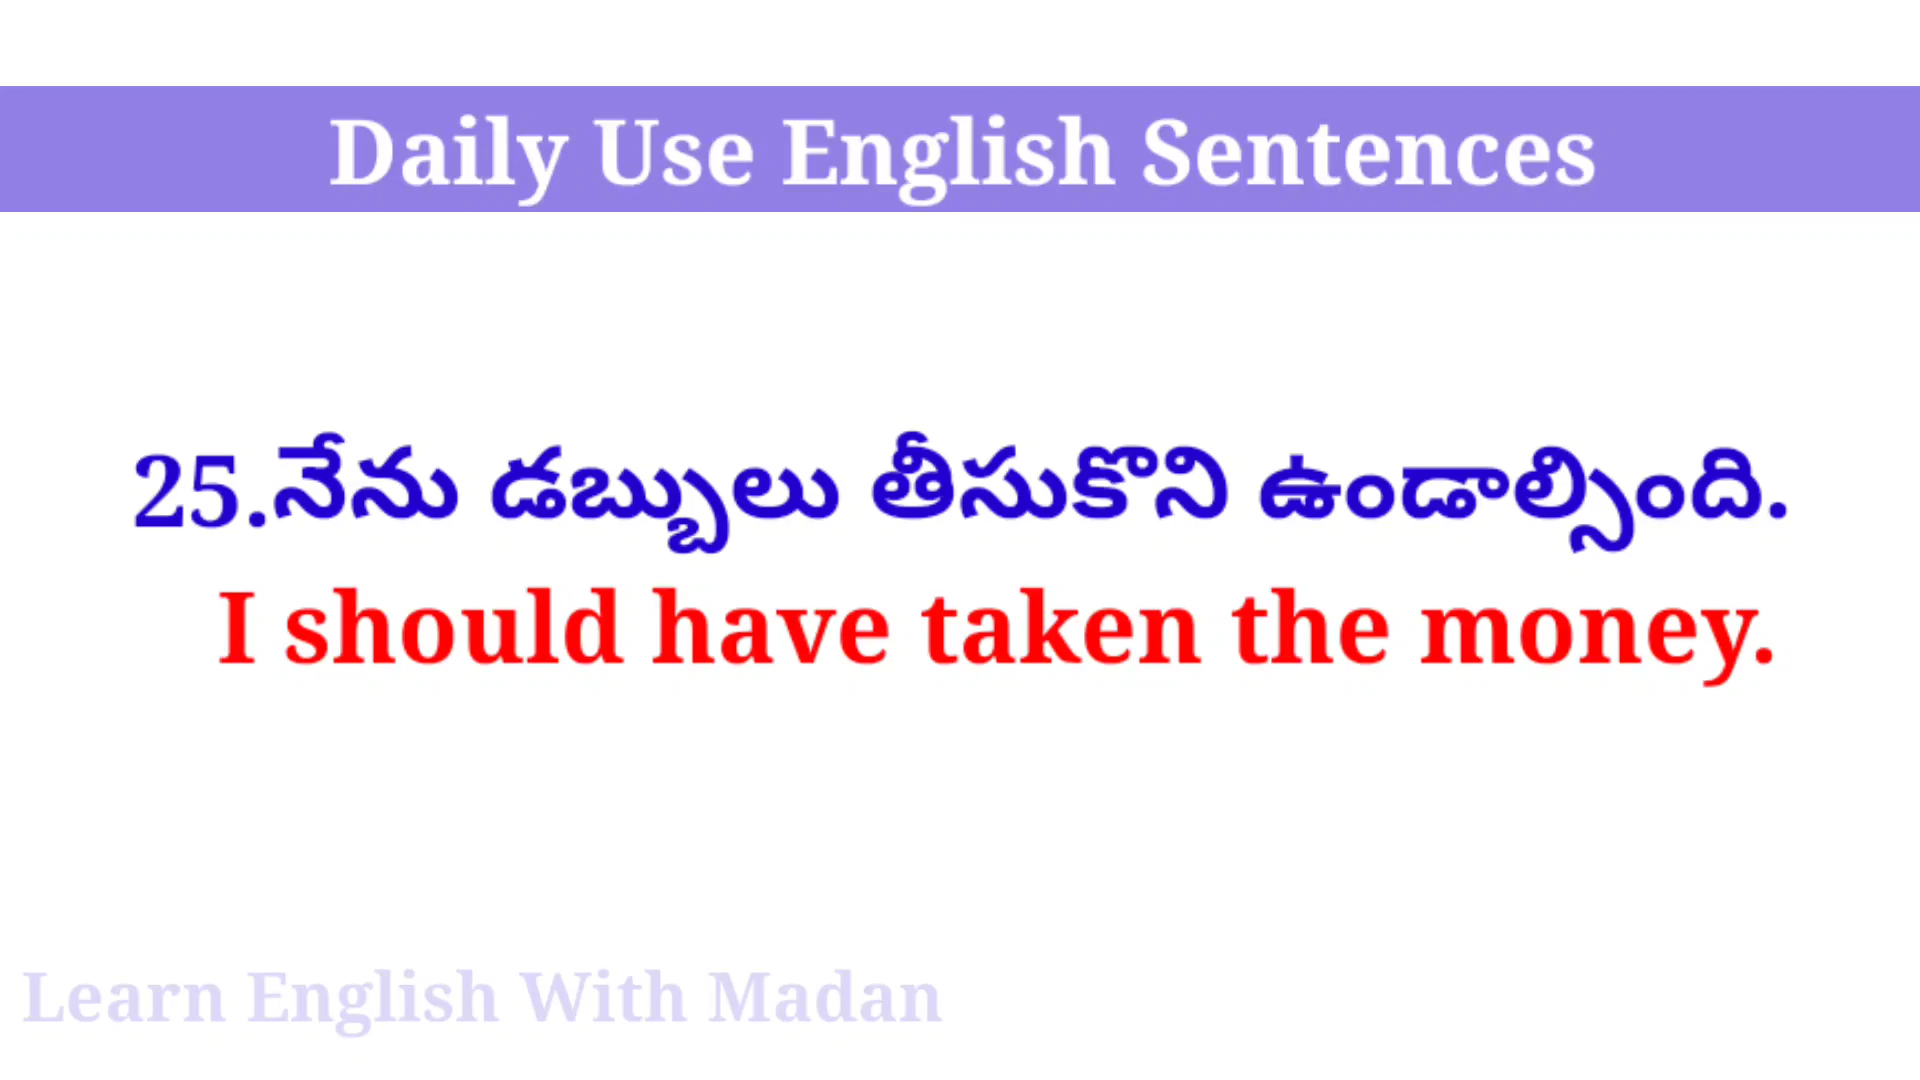 Daily Use English Sentences
25.నేను డబ్బులు తీసుకొని ఉండాల్సింది.
I should have taken the money.
Learn English With Madan